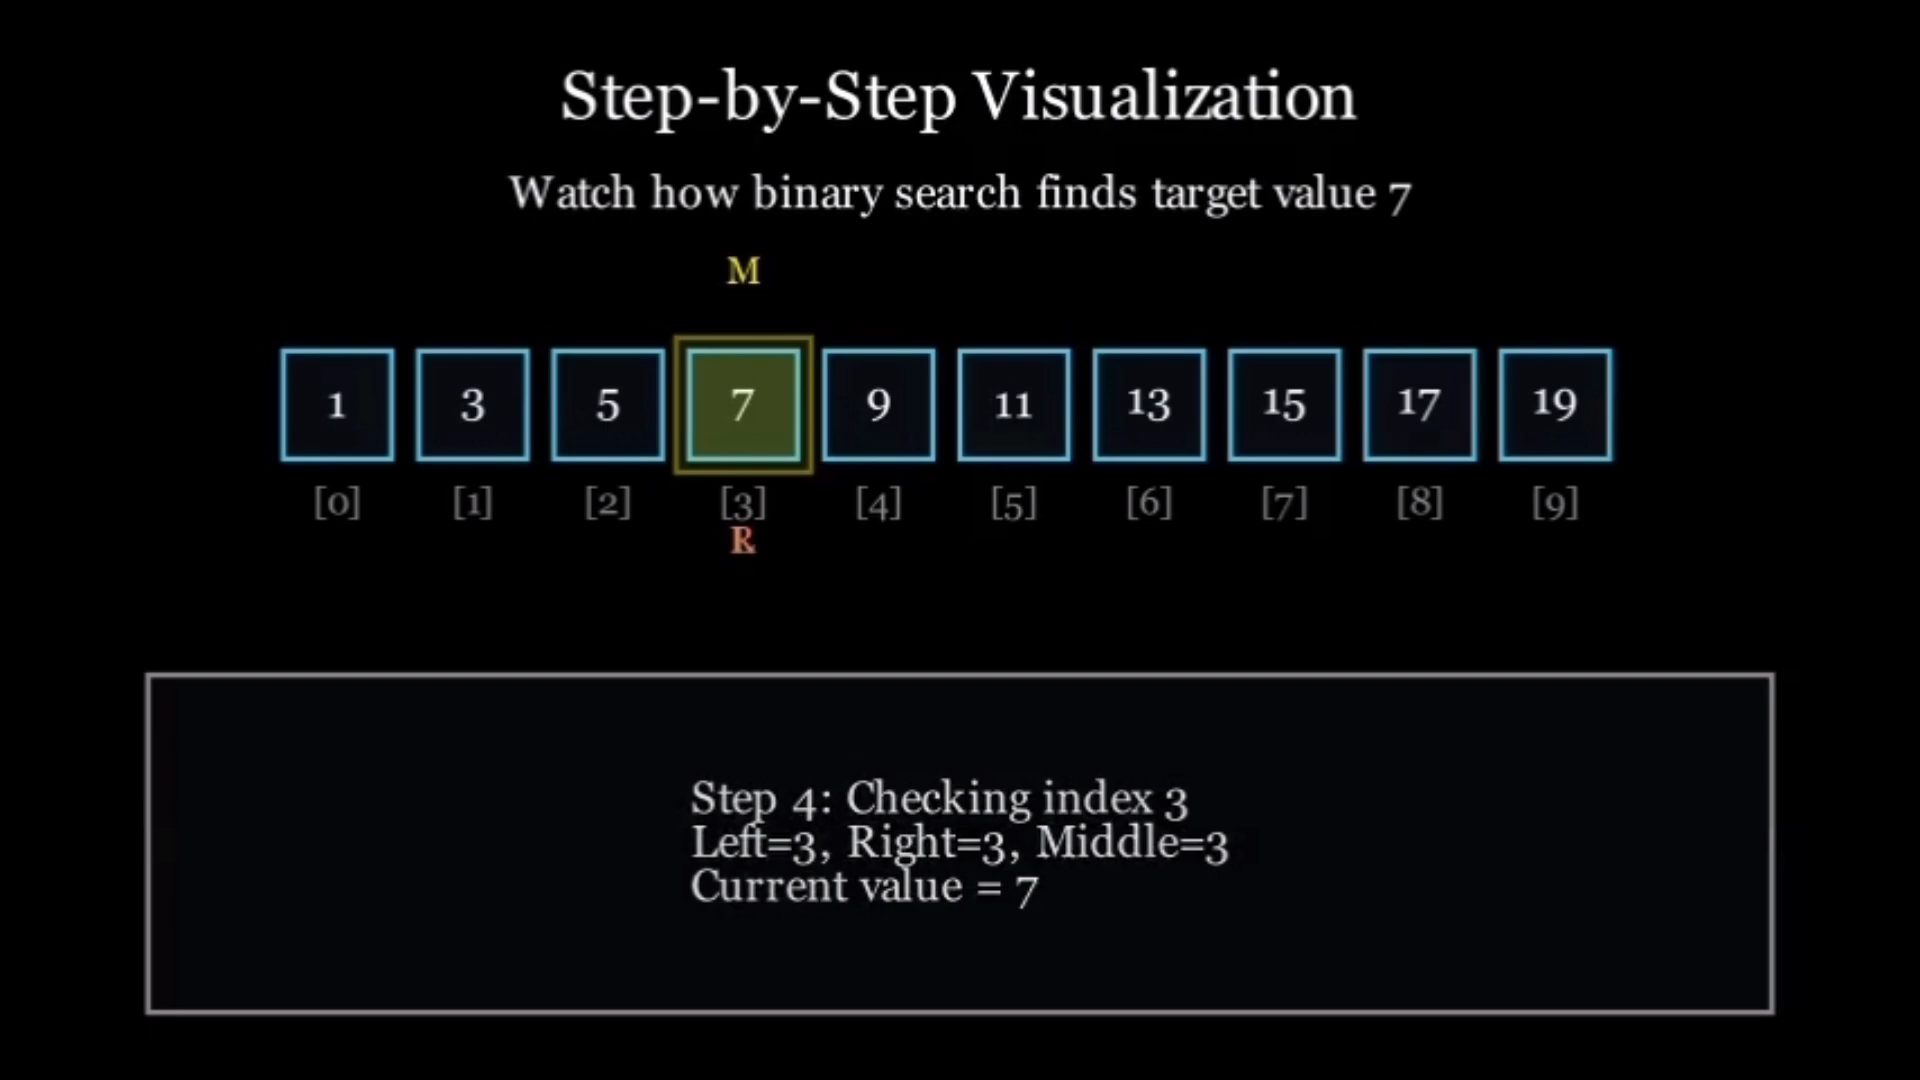 Step-by-Step Visualization
Watch how binary search finds target value 7
M
1 3 5 7 9 11 13 15 17 19
[0] [1] [2] [3] [4] [5] [6] [7] [8] [9]
R
Step 4: Checking index 3
Left=3, Right=3, Middle=3
Current value = 7